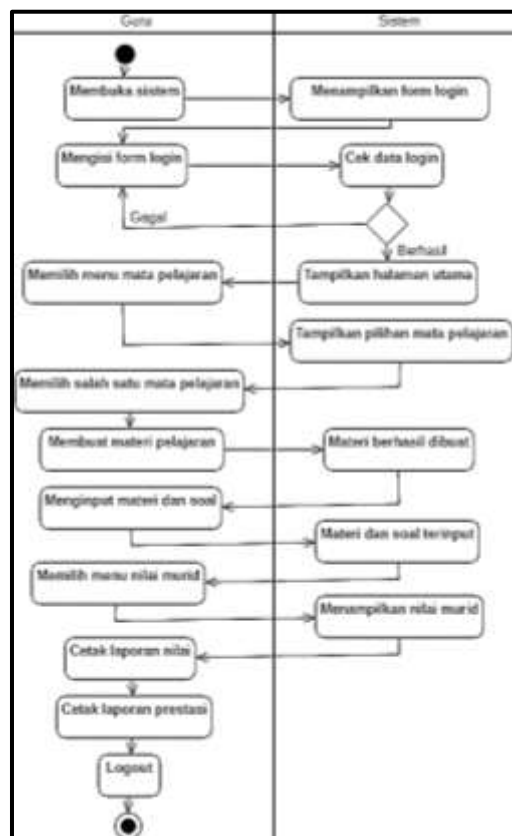 Guru
Sistem
Membuka sistem
Menampilkan form login
Mengisi form login
Cek data login
Gagal
Berhasil
Memilih menu mata pelajaran
Tampilkan halaman utama
Tampilkan pilihan mata pelajaran
Memilih salah satu mata pelajaran
Membuat materi pelajaran
Materi berhasil dibuat
Menginput materi dan soal
Materi dan soal terinput
Memilih menu nilai murid
Menampilkan nilai murid
Cetak laporan nilai
Cetak laporan prestasi
Logout